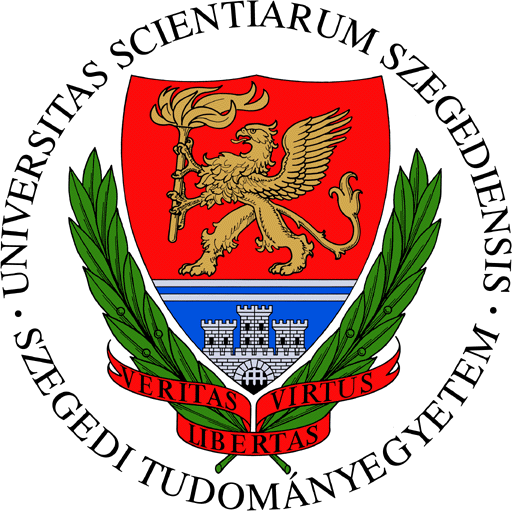 UNIVERSITAS SCIENTIARUM SZEGEDIENSIS
· SZEGEDI TUDOMÁNYEGYETEM ·
VERITAS VIRTUS
LIBERTAS